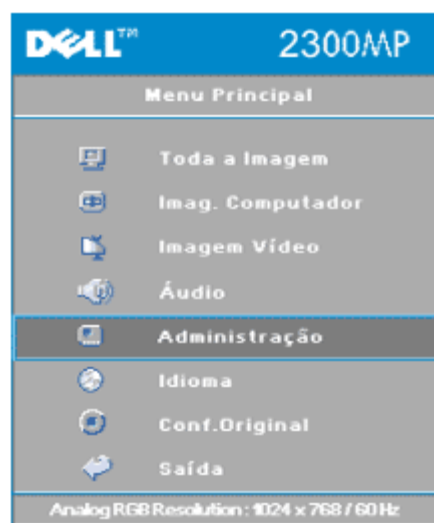 DELL™ 2300MP
Menu Principal
Toda a Imagem
Imag. Computador
Imagem Vídeo
Áudio
Administração
Idioma
Conf.Original
Saída
Analog RGB Resolution : 1024 x 768 / 60 Hz